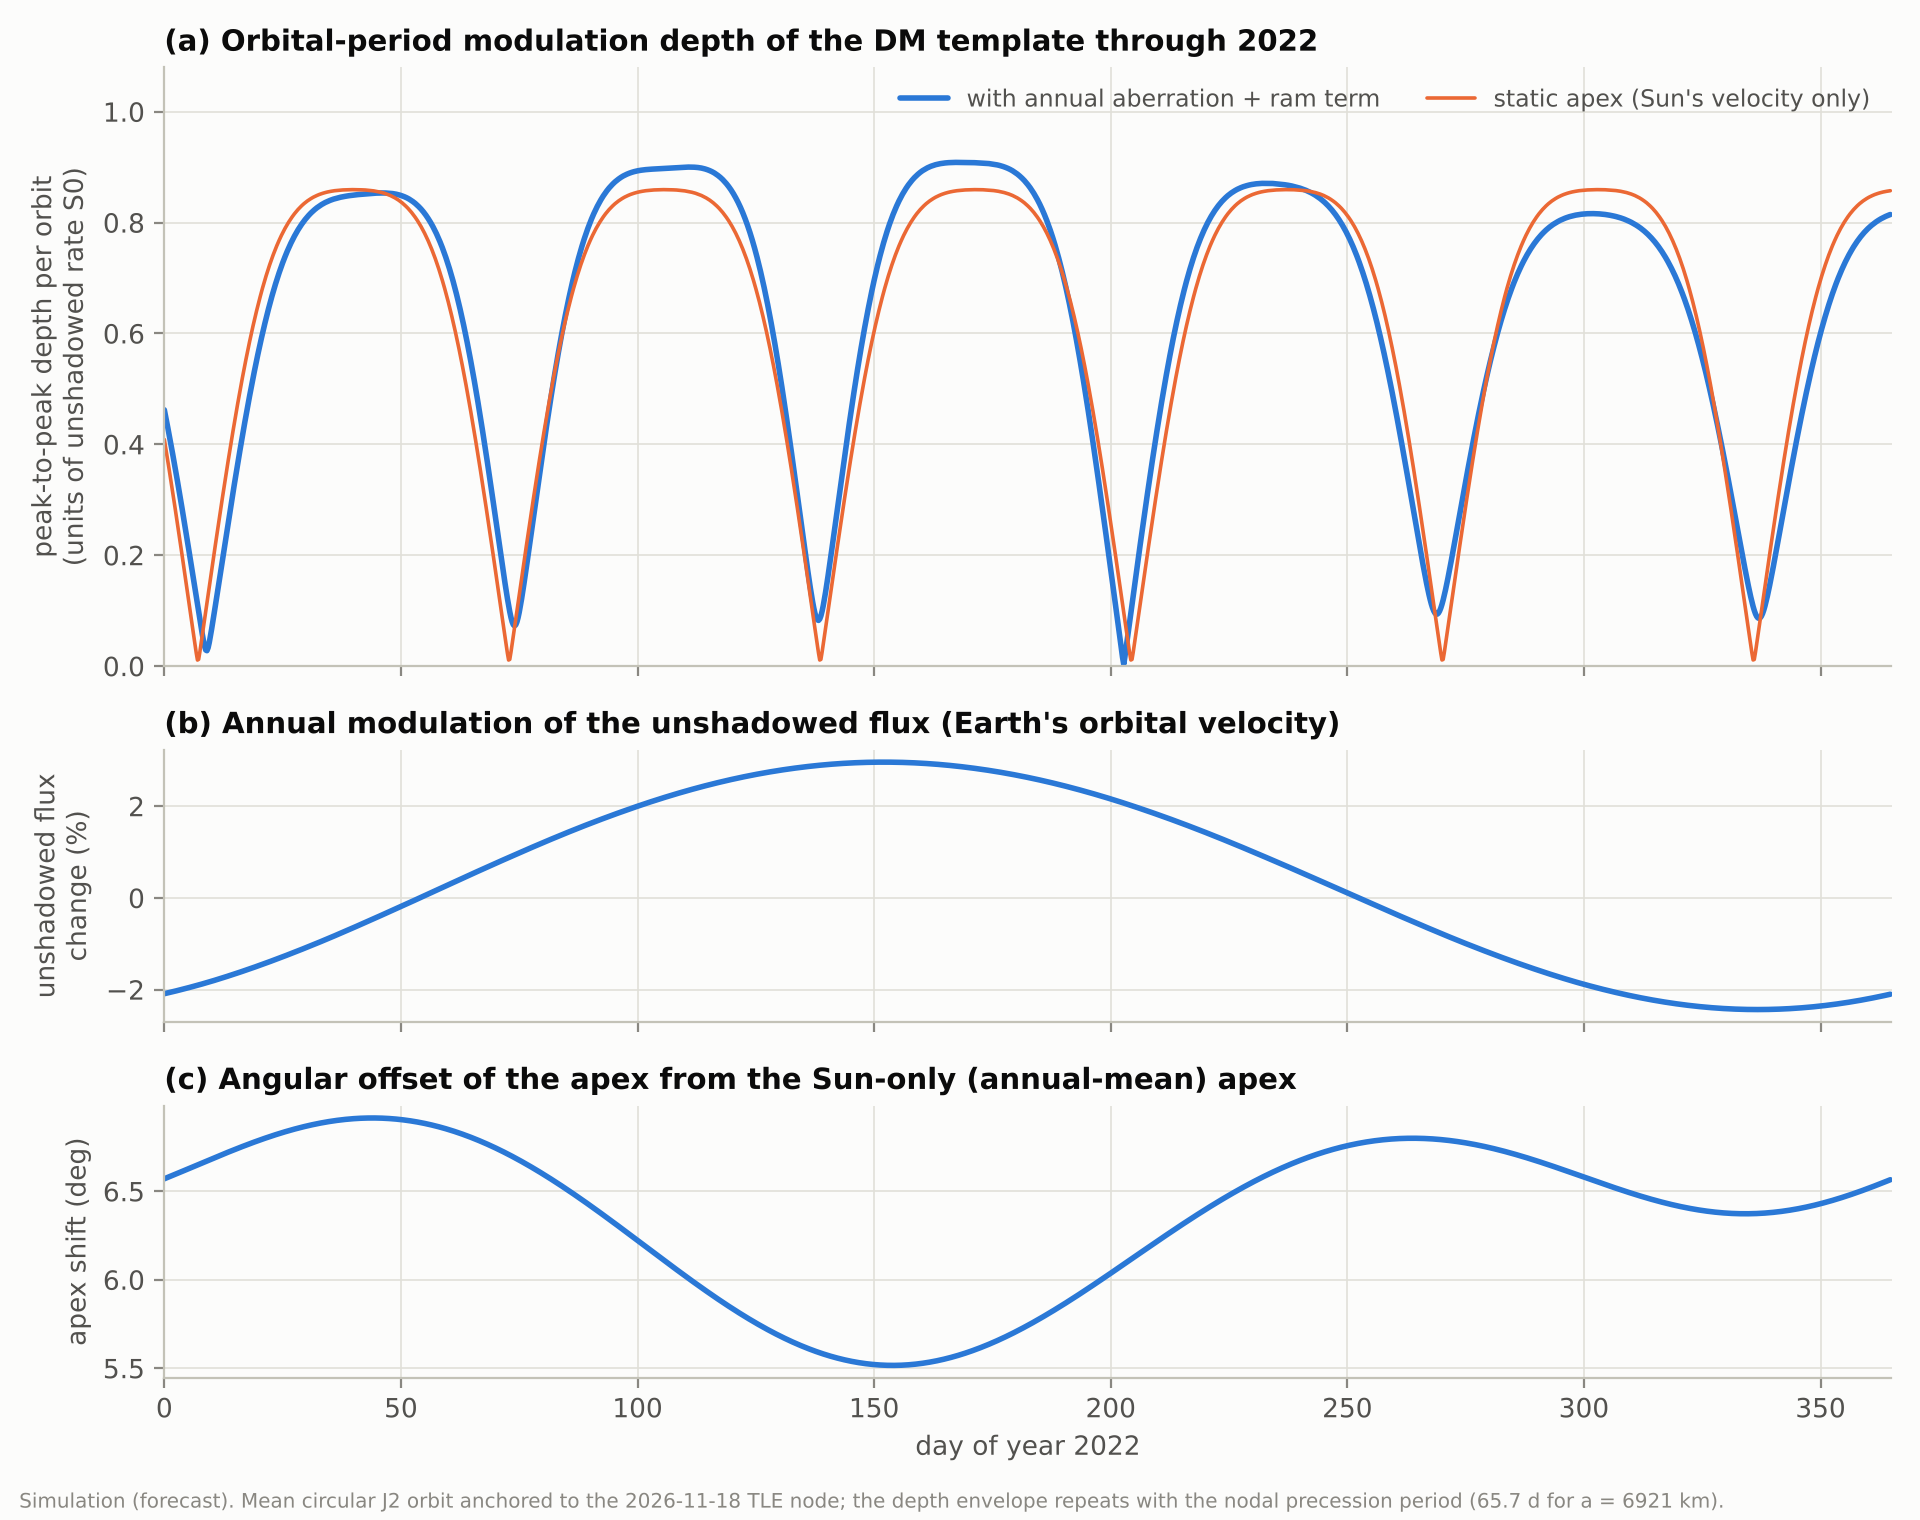 (a) Orbital-period modulation depth of the DM template through 2022
with annual aberration + ram term
static apex (Sun's velocity only)
peak-to-peak depth per orbit
(units of unshadowed rate S0)
1.0
0.8
0.6
0.4
0.2
0.0
(b) Annual modulation of the unshadowed flux (Earth's orbital velocity)
unshadowed flux
change (%)
2
0
−2
(c) Angular offset of the apex from the Sun-only (annual-mean) apex
apex shift (deg)
6.5
6.0
5.5
0 50 100 150 200 250 300 350
day of year 2022
Simulation (forecast). Mean circular J2 orbit anchored to the 2026-11-18 TLE node; the depth envelope repeats with the nodal precession period (65.7 d for a = 6921 km).